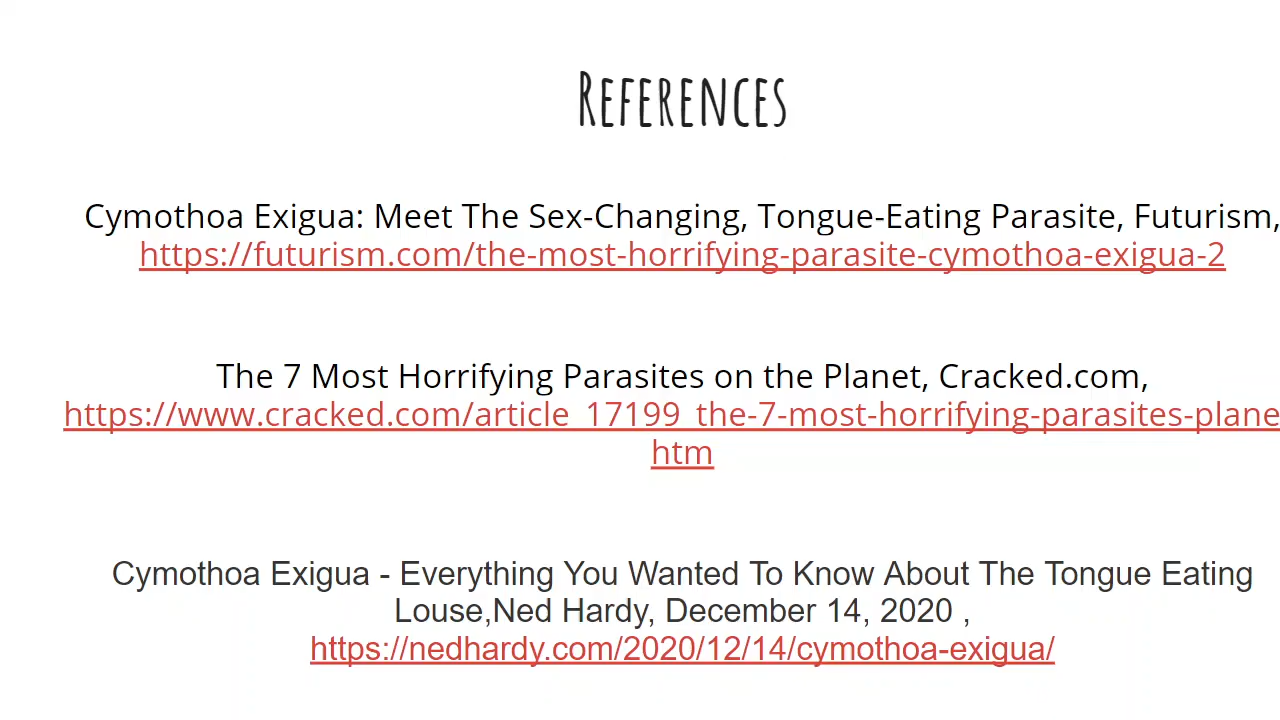 References
Cymothoa Exigua: Meet The Sex-Changing, Tongue-Eating Parasite, Futurism,
https://futurism.com/the-most-horrifying-parasite-cymothoa-exigua-2
The 7 Most Horrifying Parasites on the Planet, Cracked.com,
https://www.cracked.com/article_17199_the-7-most-horrifying-parasites-plane
htm
Cymothoa Exigua - Everything You Wanted To Know About The Tongue Eating
Louse,Ned Hardy, December 14, 2020 ,
https://nedhardy.com/2020/12/14/cymothoa-exigua/